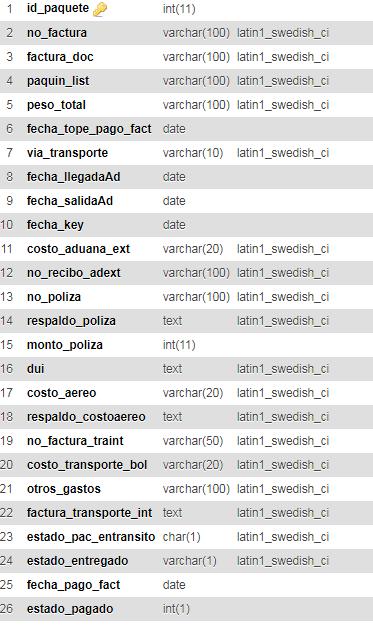 1 id_paquete int(11)
2 no_factura varchar(100) latin1_swedish_ci
3 factura_doc varchar(100) latin1_swedish_ci
4 paquin_list varchar(100) latin1_swedish_ci
5 peso_total varchar(100) latin1_swedish_ci
6 fecha_tope_pago_fact date
7 via_transporte varchar(10) latin1_swedish_ci
8 fecha_llegadaAd date
9 fecha_salidaAd date
10 fecha_key date
11 costo_aduana_ext varchar(20) latin1_swedish_ci
12 no_recibo_adext varchar(100) latin1_swedish_ci
13 no_poliza varchar(100) latin1_swedish_ci
14 respaldo_poliza text latin1_swedish_ci
15 monto_poliza int(11)
16 dui text latin1_swedish_ci
17 costo_aereo varchar(20) latin1_swedish_ci
18 respaldo_costoaereo text latin1_swedish_ci
19 no_factura_traint varchar(50) latin1_swedish_ci
20 costo_transporte_bol varchar(20) latin1_swedish_ci
21 otros_gastos varchar(100) latin1_swedish_ci
22 factura_transporte_int text latin1_swedish_ci
23 estado_pac_entransito char(1) latin1_swedish_ci
24 estado_entregado varchar(1) latin1_swedish_ci
25 fecha_pago_fact date
26 estado_pagado int(1)